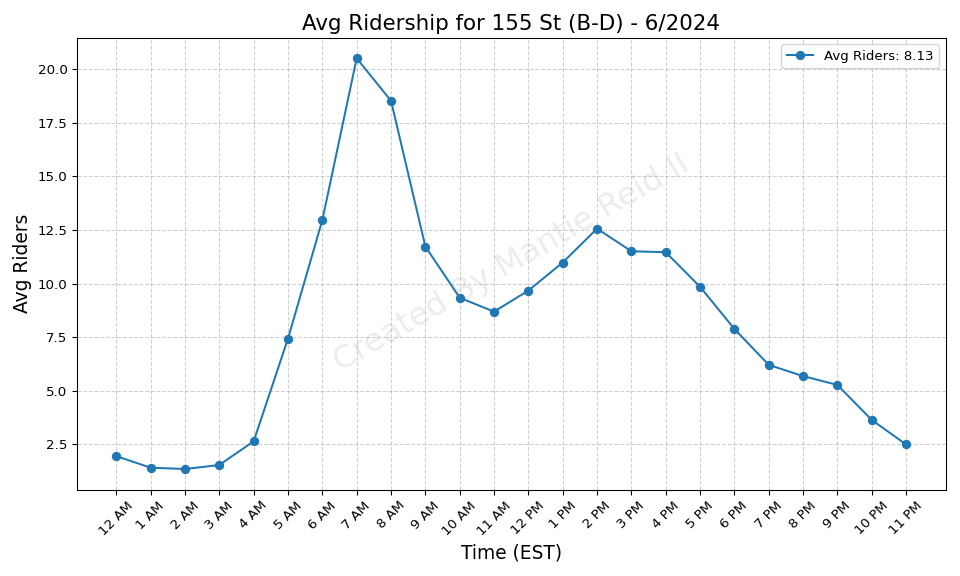 Avg Ridership for 155 St (B-D) - 6/2024
Avg Riders: 8.13
20.0
17.5
15.0
12.5
10.0
7.5
5.0
2.5
Avg Riders
Created By Mantie Reid II
12 AM
1 AM
2 AM
3 AM
4 AM
5 AM
6 AM
7 AM
8 AM
9 AM
10 AM
11 AM
12 PM
1 PM
2 PM
3 PM
4 PM
5 PM
6 PM
7 PM
8 PM
9 PM
10 PM
11 PM
Time (EST)